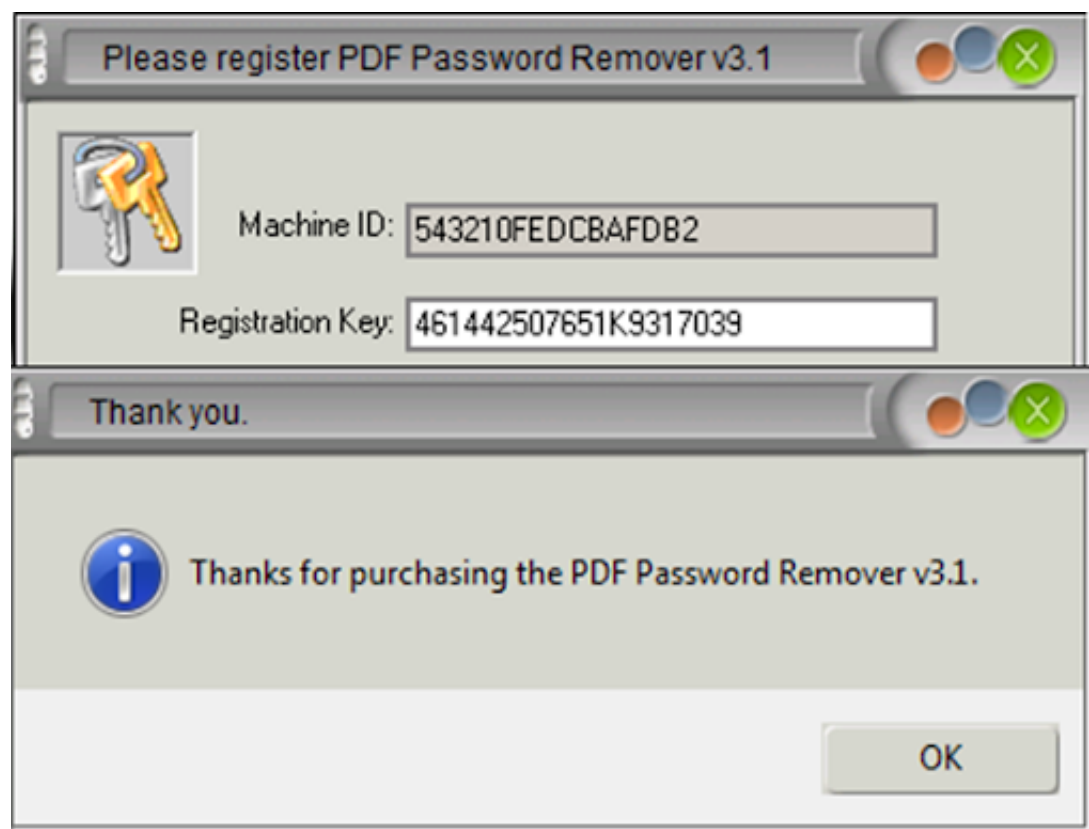 Please register PDF Password Remover v3.1
Machine ID: 543210FEDCBAFDB2
Registration Key: 461442507651K9317039
Thank you.
Thanks for purchasing the PDF Password Remover v3.1.
OK